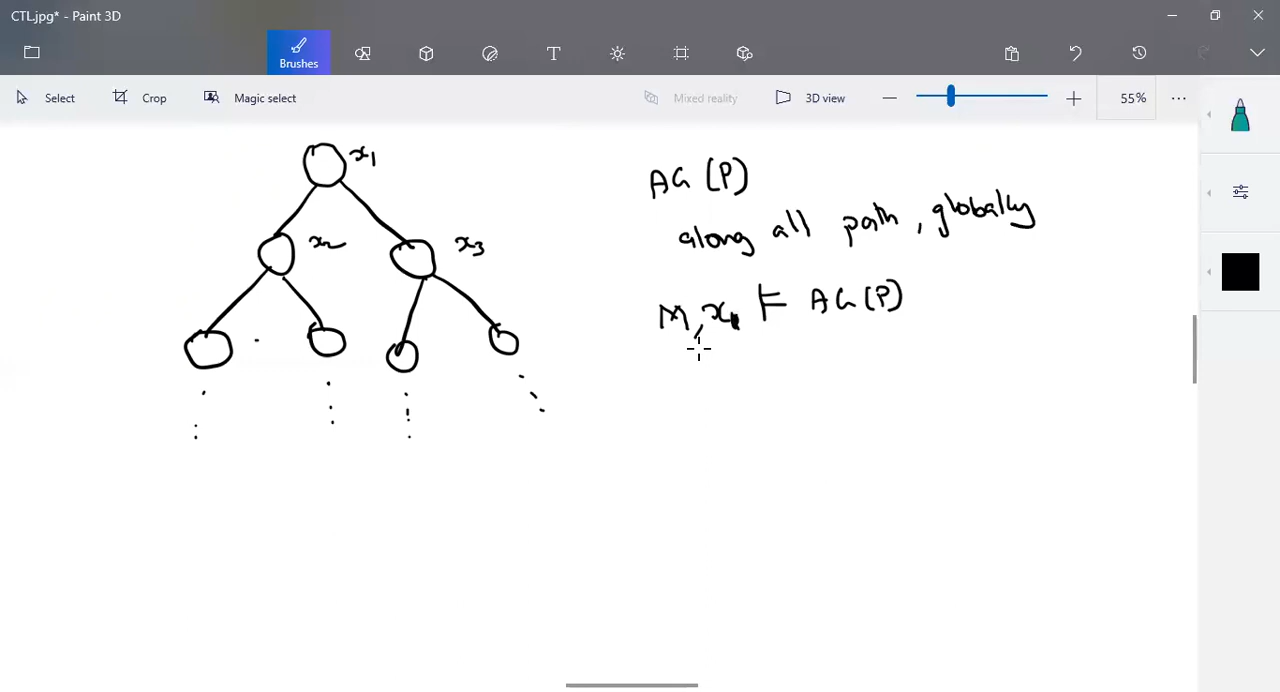 CTL.jpg* - Paint 3D
Brushes
Select
Crop
Magic select
Mixed reality
3D view
55%
x1
x2
x3
AG (P)
along all path, globally
M, x1 ⊨ AG(P)